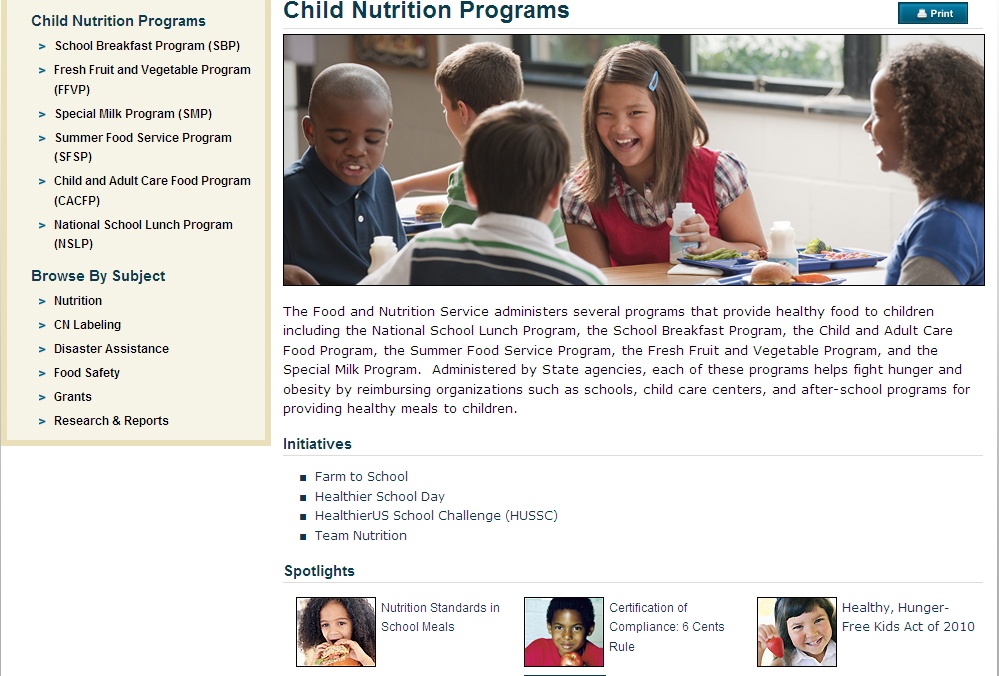 Child Nutrition Programs
> School Breakfast Program (SBP)
> Fresh Fruit and Vegetable Program
(FFVP)
> Special Milk Program (SMP)
> Summer Food Service Program
(SFSP)
> Child and Adult Care Food Program
(CACFP)
> National School Lunch Program
(NSLP)
Browse By Subject
> Nutrition
> CN Labeling
> Disaster Assistance
> Food Safety
> Grants
> Research & Reports
Child Nutrition Programs
Print
The Food and Nutrition Service administers several programs that provide healthy food to children
including the National School Lunch Program, the School Breakfast Program, the Child and Adult Care
Food Program, the Summer Food Service Program, the Fresh Fruit and Vegetable Program, and the
Special Milk Program.  Administered by State agencies, each of these programs helps fight hunger and
obesity by reimbursing organizations such as schools, child care centers, and after-school programs for
providing healthy meals to children.
Initiatives
▪ Farm to School
▪ Healthier School Day
▪ HealthierUS School Challenge (HUSSC)
▪ Team Nutrition
Spotlights
Nutrition Standards in
School Meals
Certification of
Compliance: 6 Cents
Rule
Healthy, Hunger-
Free Kids Act of 2010